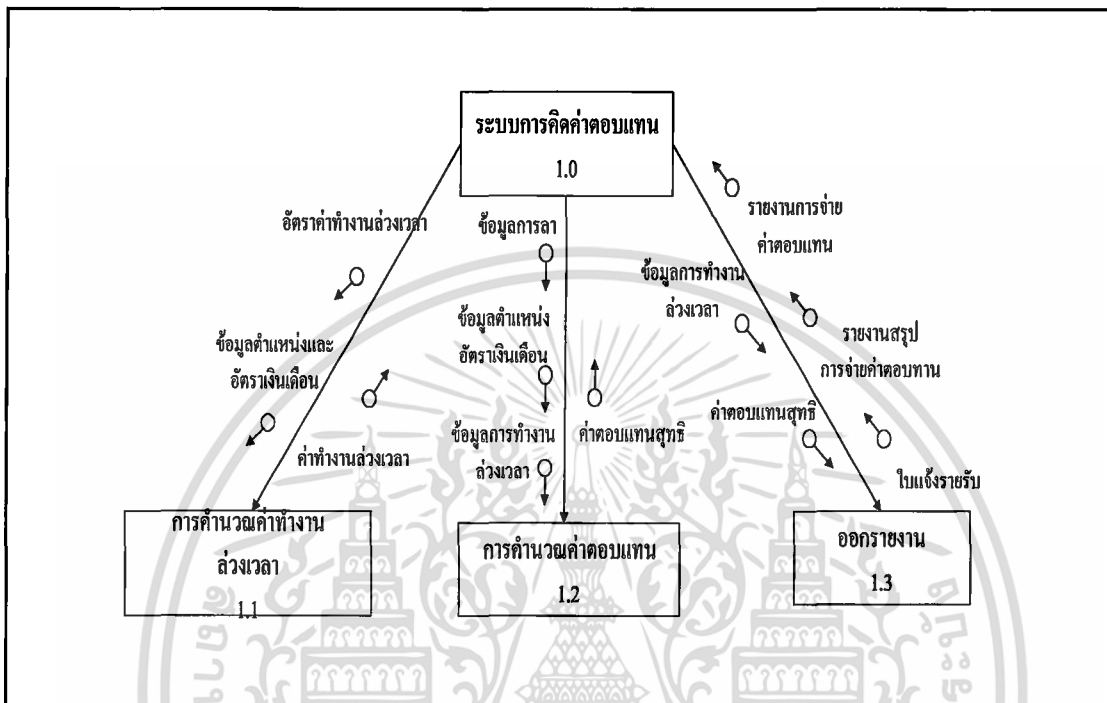 ระบบการคิดค่าตอบแทน
1.0
อัตราค่าทำงานล่วงเวลา
ข้อมูลตำแหน่งและ
อัตราเงินเดือน
ค่าทำงานล่วงเวลา
ข้อมูลการลา
ข้อมูลตำแหน่ง
อัตราเงินเดือน
ข้อมูลการทำงาน
ล่วงเวลา
ค่าตอบแทนสุทธิ
รายงานการจ่าย
ค่าตอบแทน
ข้อมูลการทำงาน
ล่วงเวลา
รายงานสรุป
การจ่ายค่าตอบทาน
ค่าตอบแทนสุทธิ
ใบแจ้งรายรับ
การคำนวณค่าทำงาน
ล่วงเวลา
1.1
การคำนวณค่าตอบแทน
1.2
ออกรายงาน
1.3